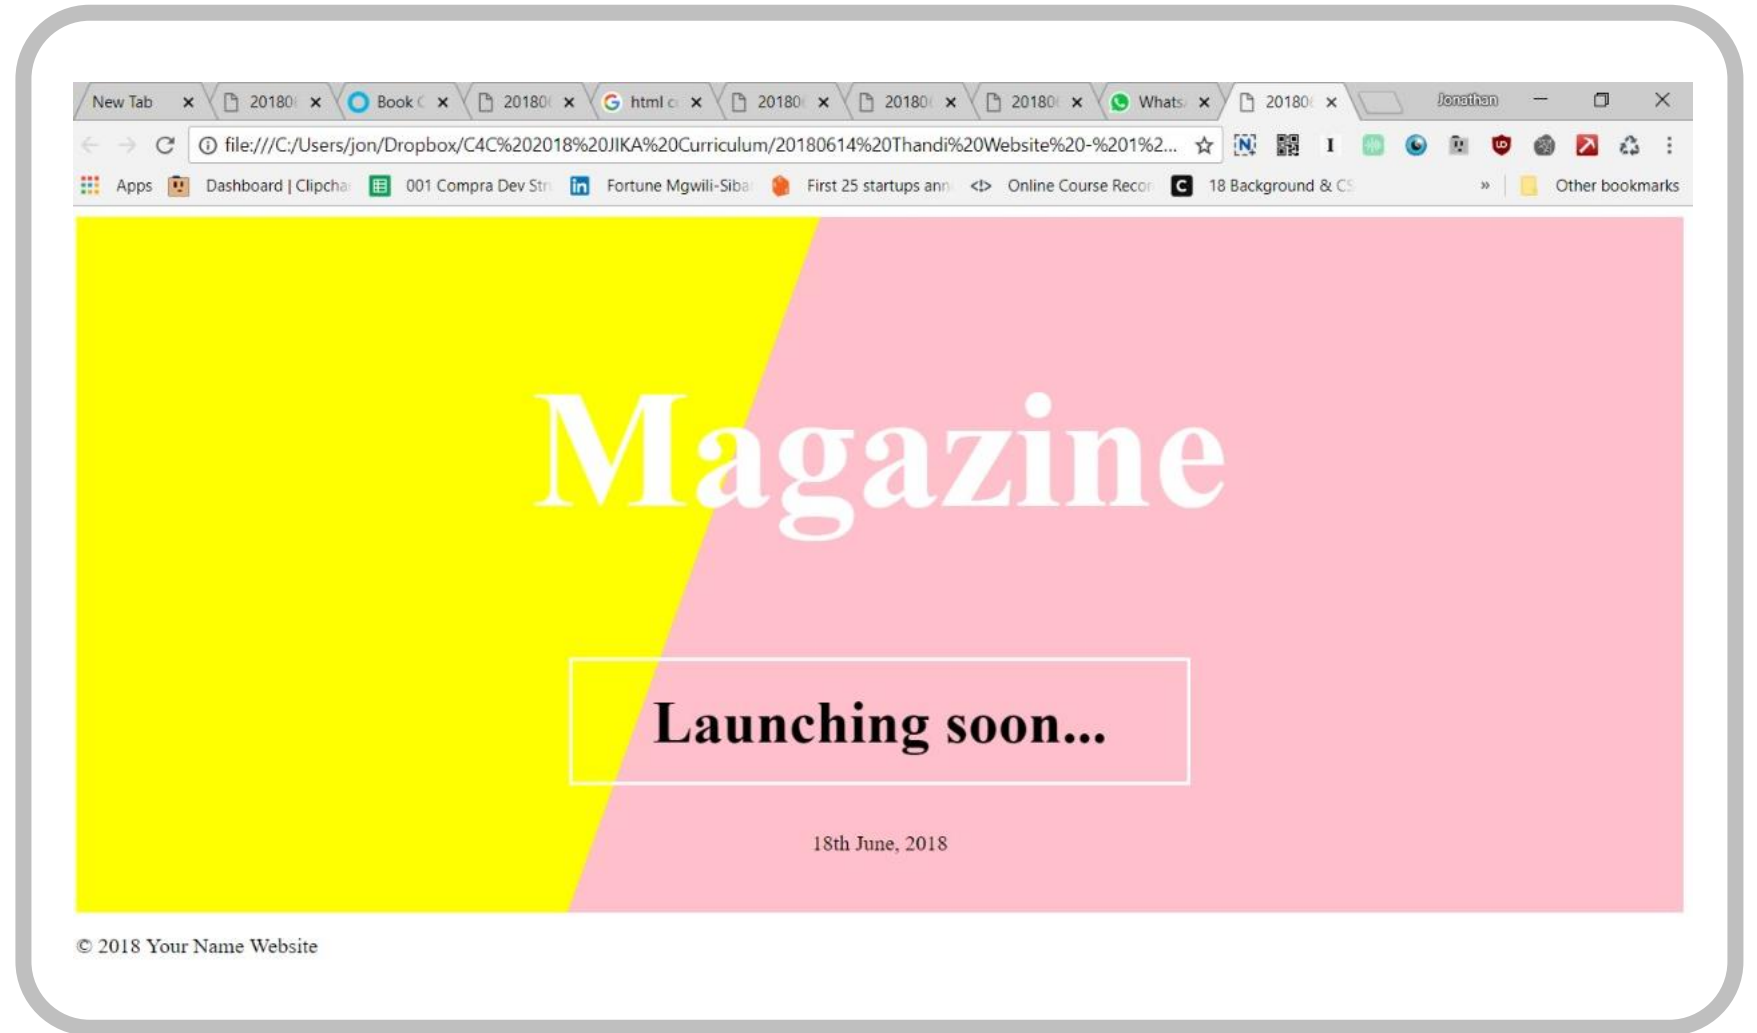 New Tab 20180 Book C 20180 html c 20180 20180 20180 Whats 20180 Jonathan
file:///C:/Users/jon/Dropbox/C4C%202018%20JIKA%20Curriculum/20180614%20Thandi%20Website%20-%201%2...
Apps Dashboard | Clipcha 001 Compra Dev Str Fortune Mgwili-Siba First 25 startups ann Online Course Recor 18 Background & CS » Other bookmarks
Magazine
Launching soon...
18th June, 2018
© 2018 Your Name Website